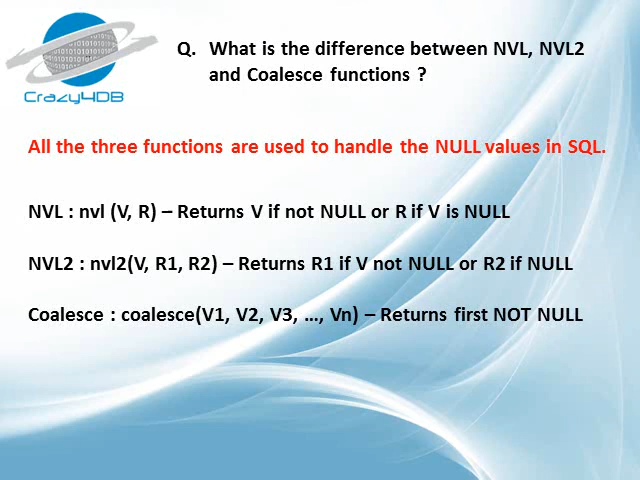 Crazy4DB
Q. What is the difference between NVL, NVL2
and Coalesce functions ?
All the three functions are used to handle the NULL values in SQL.
NVL : nvl (V, R) – Returns V if not NULL or R if V is NULL
NVL2 : nvl2(V, R1, R2) – Returns R1 if V not NULL or R2 if NULL
Coalesce : coalesce(V1, V2, V3, …, Vn) – Returns first NOT NULL